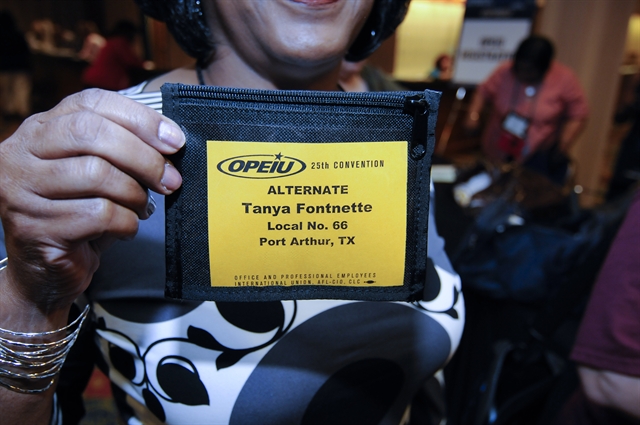 OPEIU 25th CONVENTION
ALTERNATE
Tanya Fontnette
Local No. 66
Port Arthur, TX
OFFICE AND PROFESSIONAL EMPLOYEES
INTERNATIONAL UNION, AFL-CIO, CLC